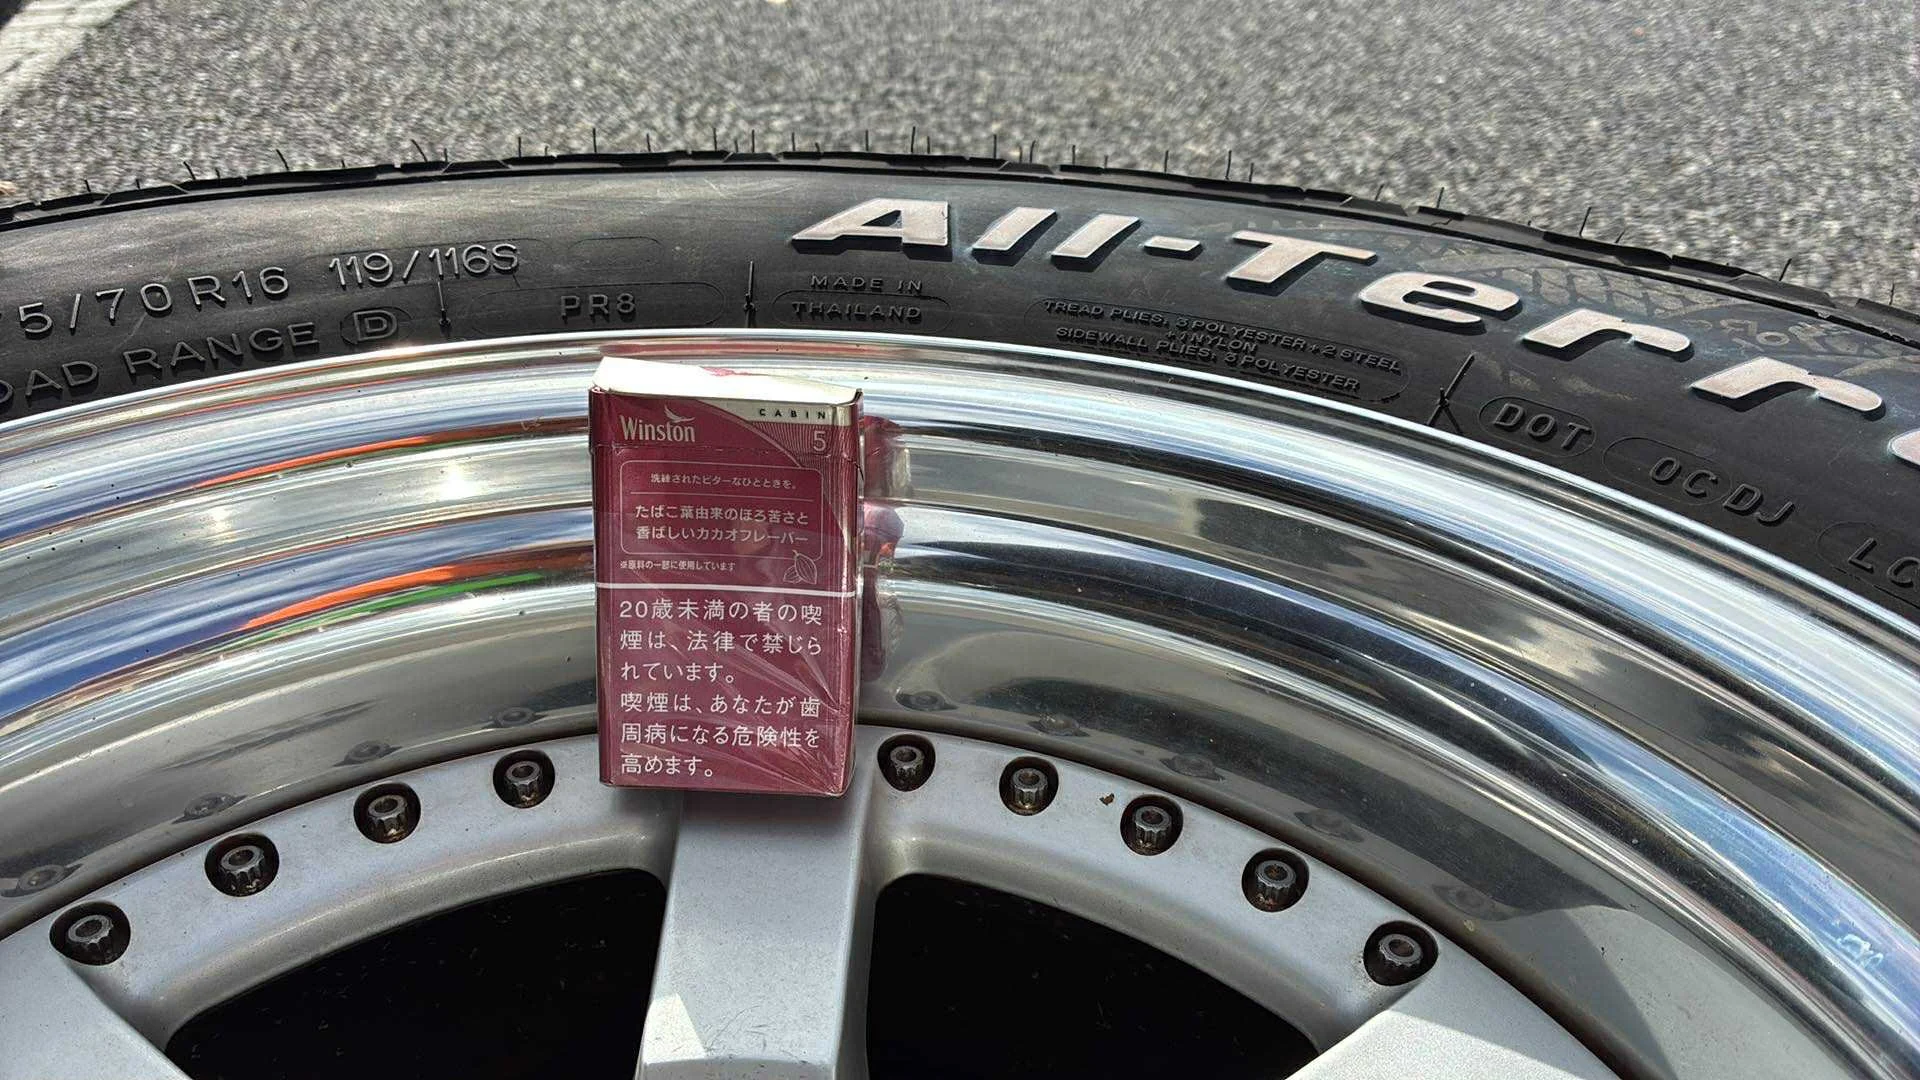 5/70 R16 119/116S
LOAD RANGE D
PR8
MADE IN
THAILAND
All-Terr
TREAD PLIES, 3 POLYESTER + 2 STEEL
+ 1 NYLON
SIDEWALL PLIES, 3 POLYESTER
DOT
0C DJ
LC
CABIN
Winston
5
洗練されたビターなひとときを。
たばこ葉由来のほろ苦さと
香ばしいカカオフレーバー
※原料の一部に使用しています
20歳未満の者の喫
煙は、法律で禁じら
れています。
喫煙は、あなたが歯
周病になる危険性を
高めます。